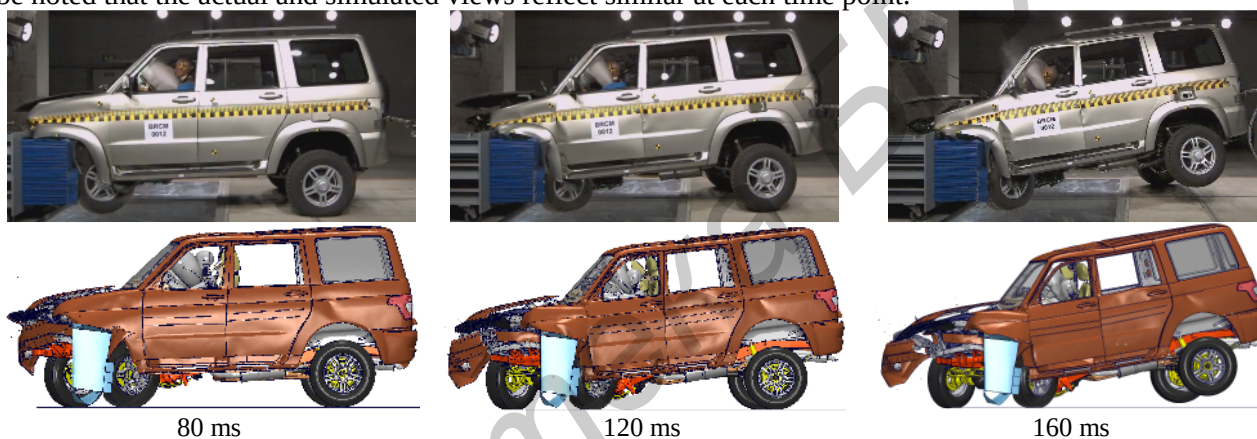 be noted that the actual and simulated views reflect similar at each time point.
BRCM
0012
BRCM
0012
BRCM
0012
80 ms
120 ms
160 ms